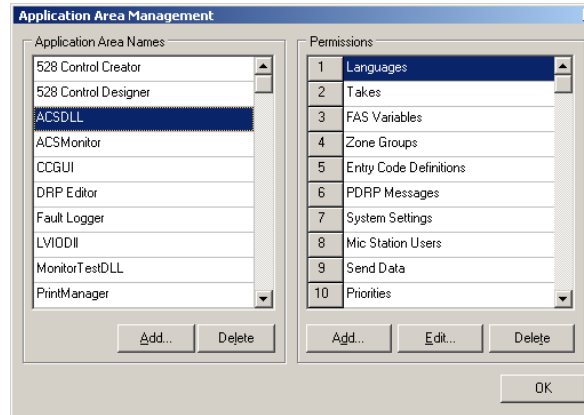 Application Area Management
Application Area Names
528 Control Creator
528 Control Designer
ACSDLL
ACSMonitor
CCGUI
DRP Editor
Fault Logger
LVIODll
MonitorTestDLL
PrintManager
Add...
Delete
Permissions
1 Languages
2 Takes
3 FAS Variables
4 Zone Groups
5 Entry Code Definitions
6 PDRP Messages
7 System Settings
8 Mic Station Users
9 Send Data
10 Priorities
Add...
Edit...
Delete
OK